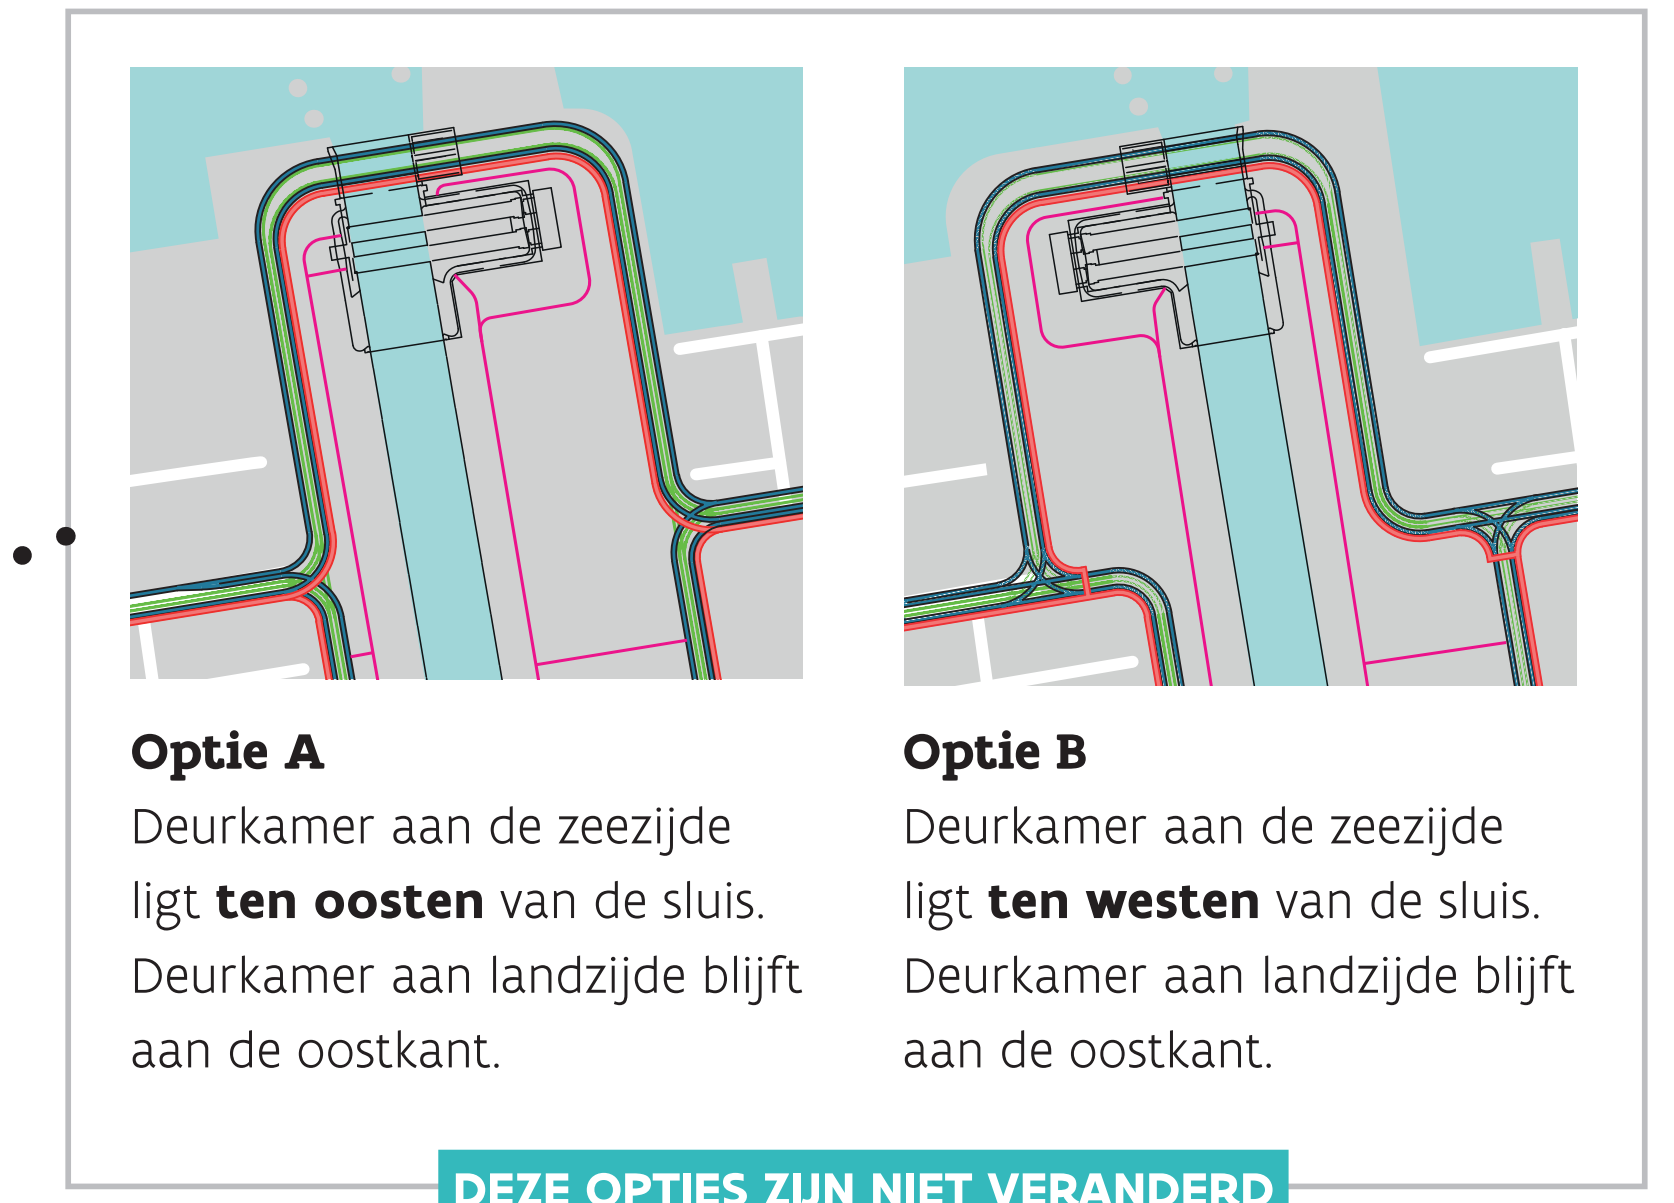 Optie A
Deurkamer aan de zeezijde
ligt ten oosten van de sluis.
Deurkamer aan landzijde blijft
aan de oostkant.
Optie B
Deurkamer aan de zeezijde
ligt ten westen van de sluis.
Deurkamer aan landzijde blijft
aan de oostkant.
DEZE OPTIES ZIJN NIET VERANDERD